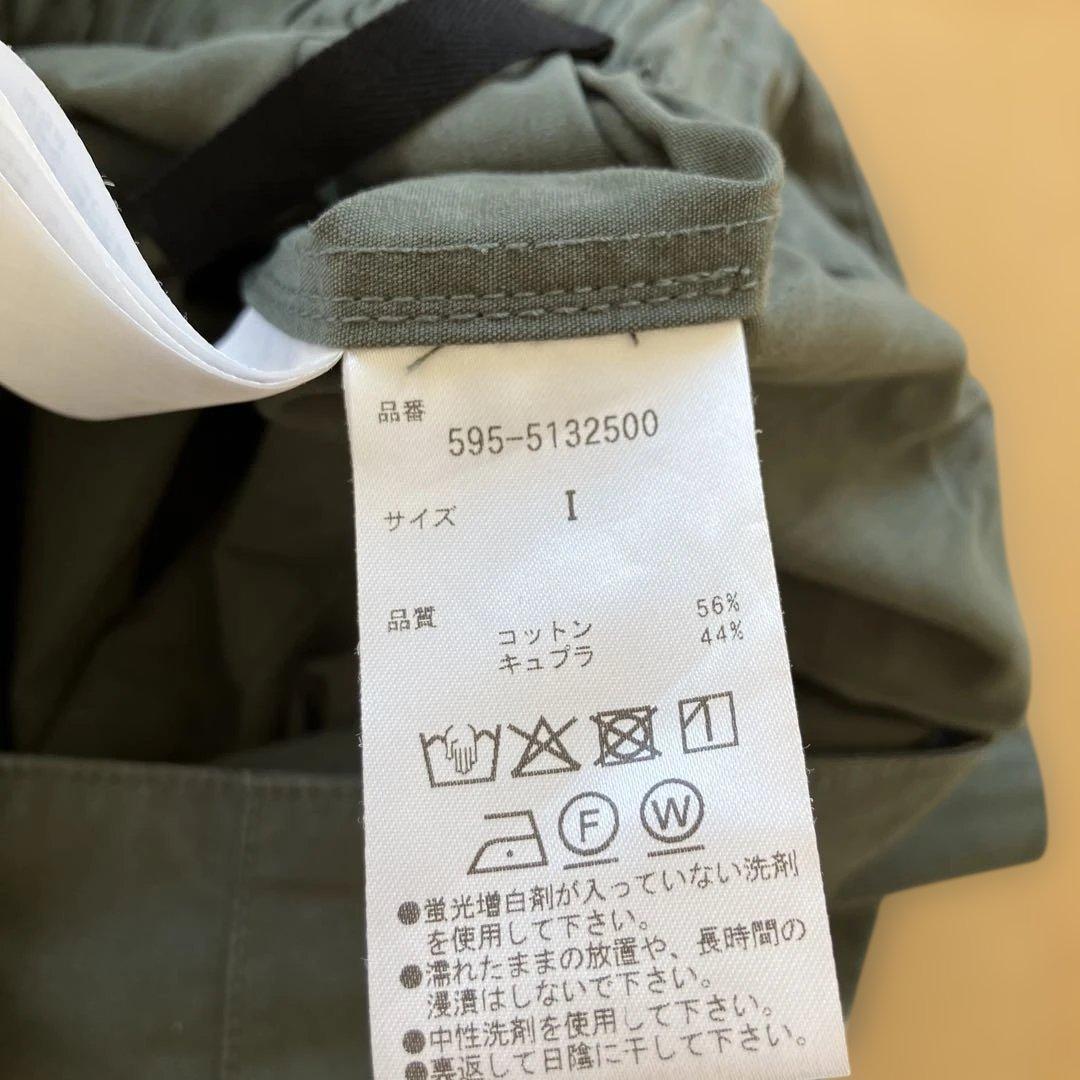 品番
595-5132500
サイズ I
品質
コットン 56%
キュプラ 44%
F W
●蛍光増白剤が入っていない洗剤
を使用して下さい。
●濡れたままの放置や、長時間の
浸漬はしないで下さい。
●中性洗剤を使用して下さい。
●裏返して日陰に干して下さい。